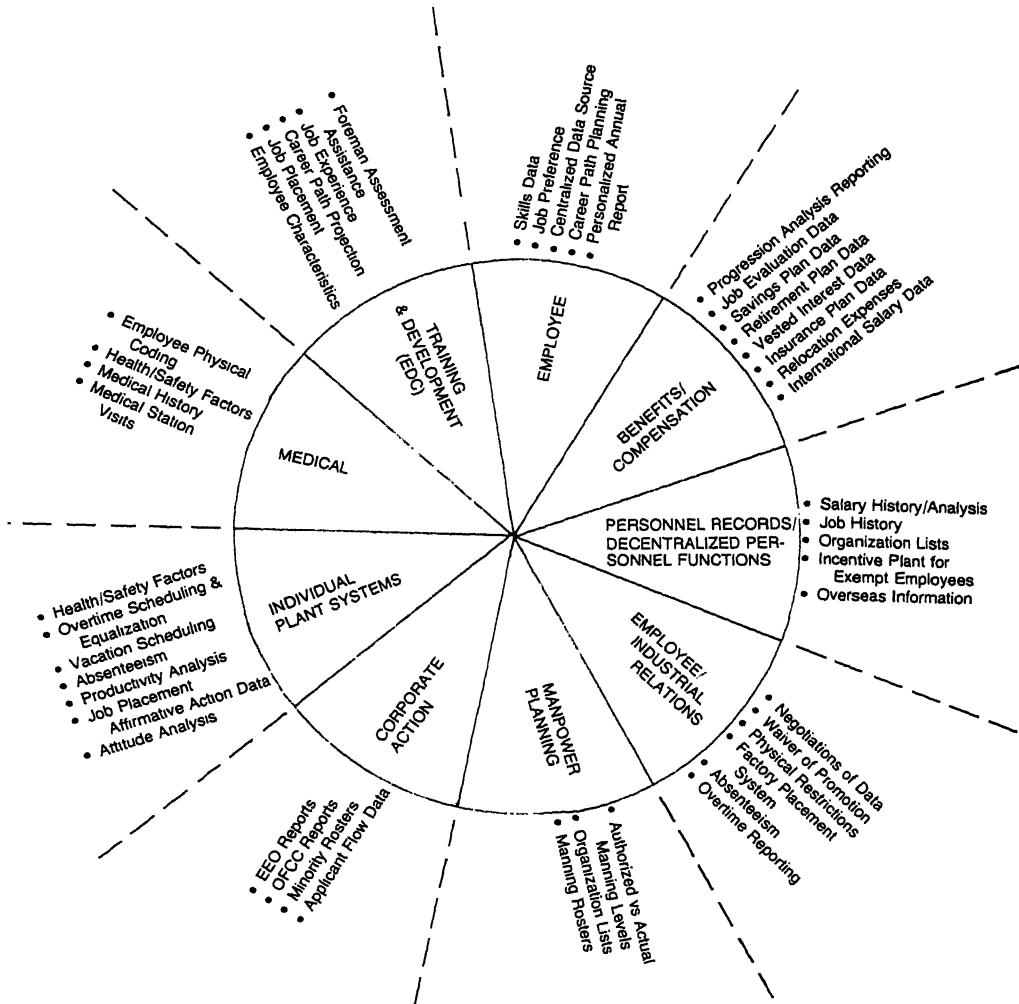 EMPLOYEE
• Skills Data
• Job Preference
• Centralized Data Source
• Career Path Planning
• Personalized Annual
Report
BENEFITS/
COMPENSATION
• Progression Analysis Reporting
• Job Evaluation Data
• Savings Plan Data
• Retirement Plan Data
• Vested Interest Data
• Insurance Plan Data
• Relocation Expenses
• International Salary Data
PERSONNEL RECORDS/
DECENTRALIZED PER-
SONNEL FUNCTIONS
• Salary History/Analysis
• Job History
• Organization Lists
• Incentive Plant for
Exempt Employees
• Overseas Information
EMPLOYEE/
INDUSTRIAL
RELATIONS
• Negotiations of Data
• Waiver of Promotion
• Physical Restrictions
• Factory Placement
System
• Absenteeism
• Overtime Reporting
MANPOWER
PLANNING
• Authorized vs Actual
Manning Levels
• Organization Lists
• Manning Rosters
CORPORATE
ACTION
• EEO Reports
• OFCC Reports
• Minority Rosters
• Applicant Flow Data
INDIVIDUAL
PLANT SYSTEMS
• Health/Safety Factors
• Overtime Scheduling &
Equalization
• Vacation Scheduling
• Absenteeism
• Productivity Analysis
• Job Placement
Affirmative Action Data
• Attitude Analysis
MEDICAL
• Employee Physical
Coding
• Health/Safety Factors
• Medical History
• Medical Station
Visits
TRAINING
& DEVELOPMENT
(EDC)
• Foreman Assessment
Assistance
• Job Experience
• Career Path Projection
• Job Placement
• Employee Characteristics